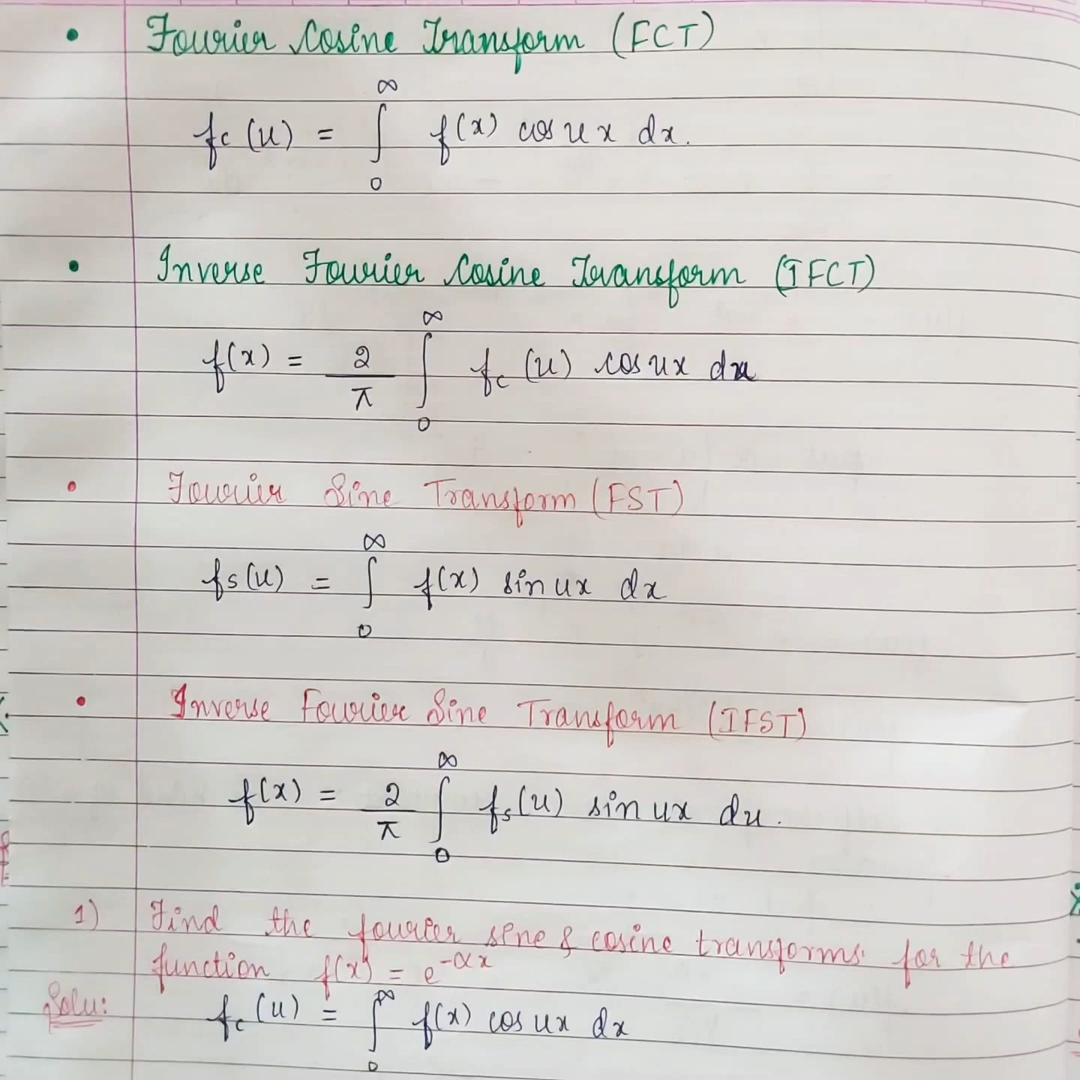 • Fourier Cosine Transform (FCT)
fc (u) = ∫₀^∞ f(x) cos ux dx.
• Inverse Fourier Cosine Transform (IFCT)
f(x) = 2/π ∫₀^∞ fc (u) cos ux du
• Fourier Sine Transform (FST)
fs(u) = ∫₀^∞ f(x) sin ux dx
• Inverse Fourier Sine Transform (IFST)
f(x) = 2/π ∫₀^∞ fs(u) sin ux du.
1) Find the fourier sine & cosine transforms for the
function f(x) = e^-αx
Solu: fc (u) = ∫₀^∞ f(x) cos ux dx